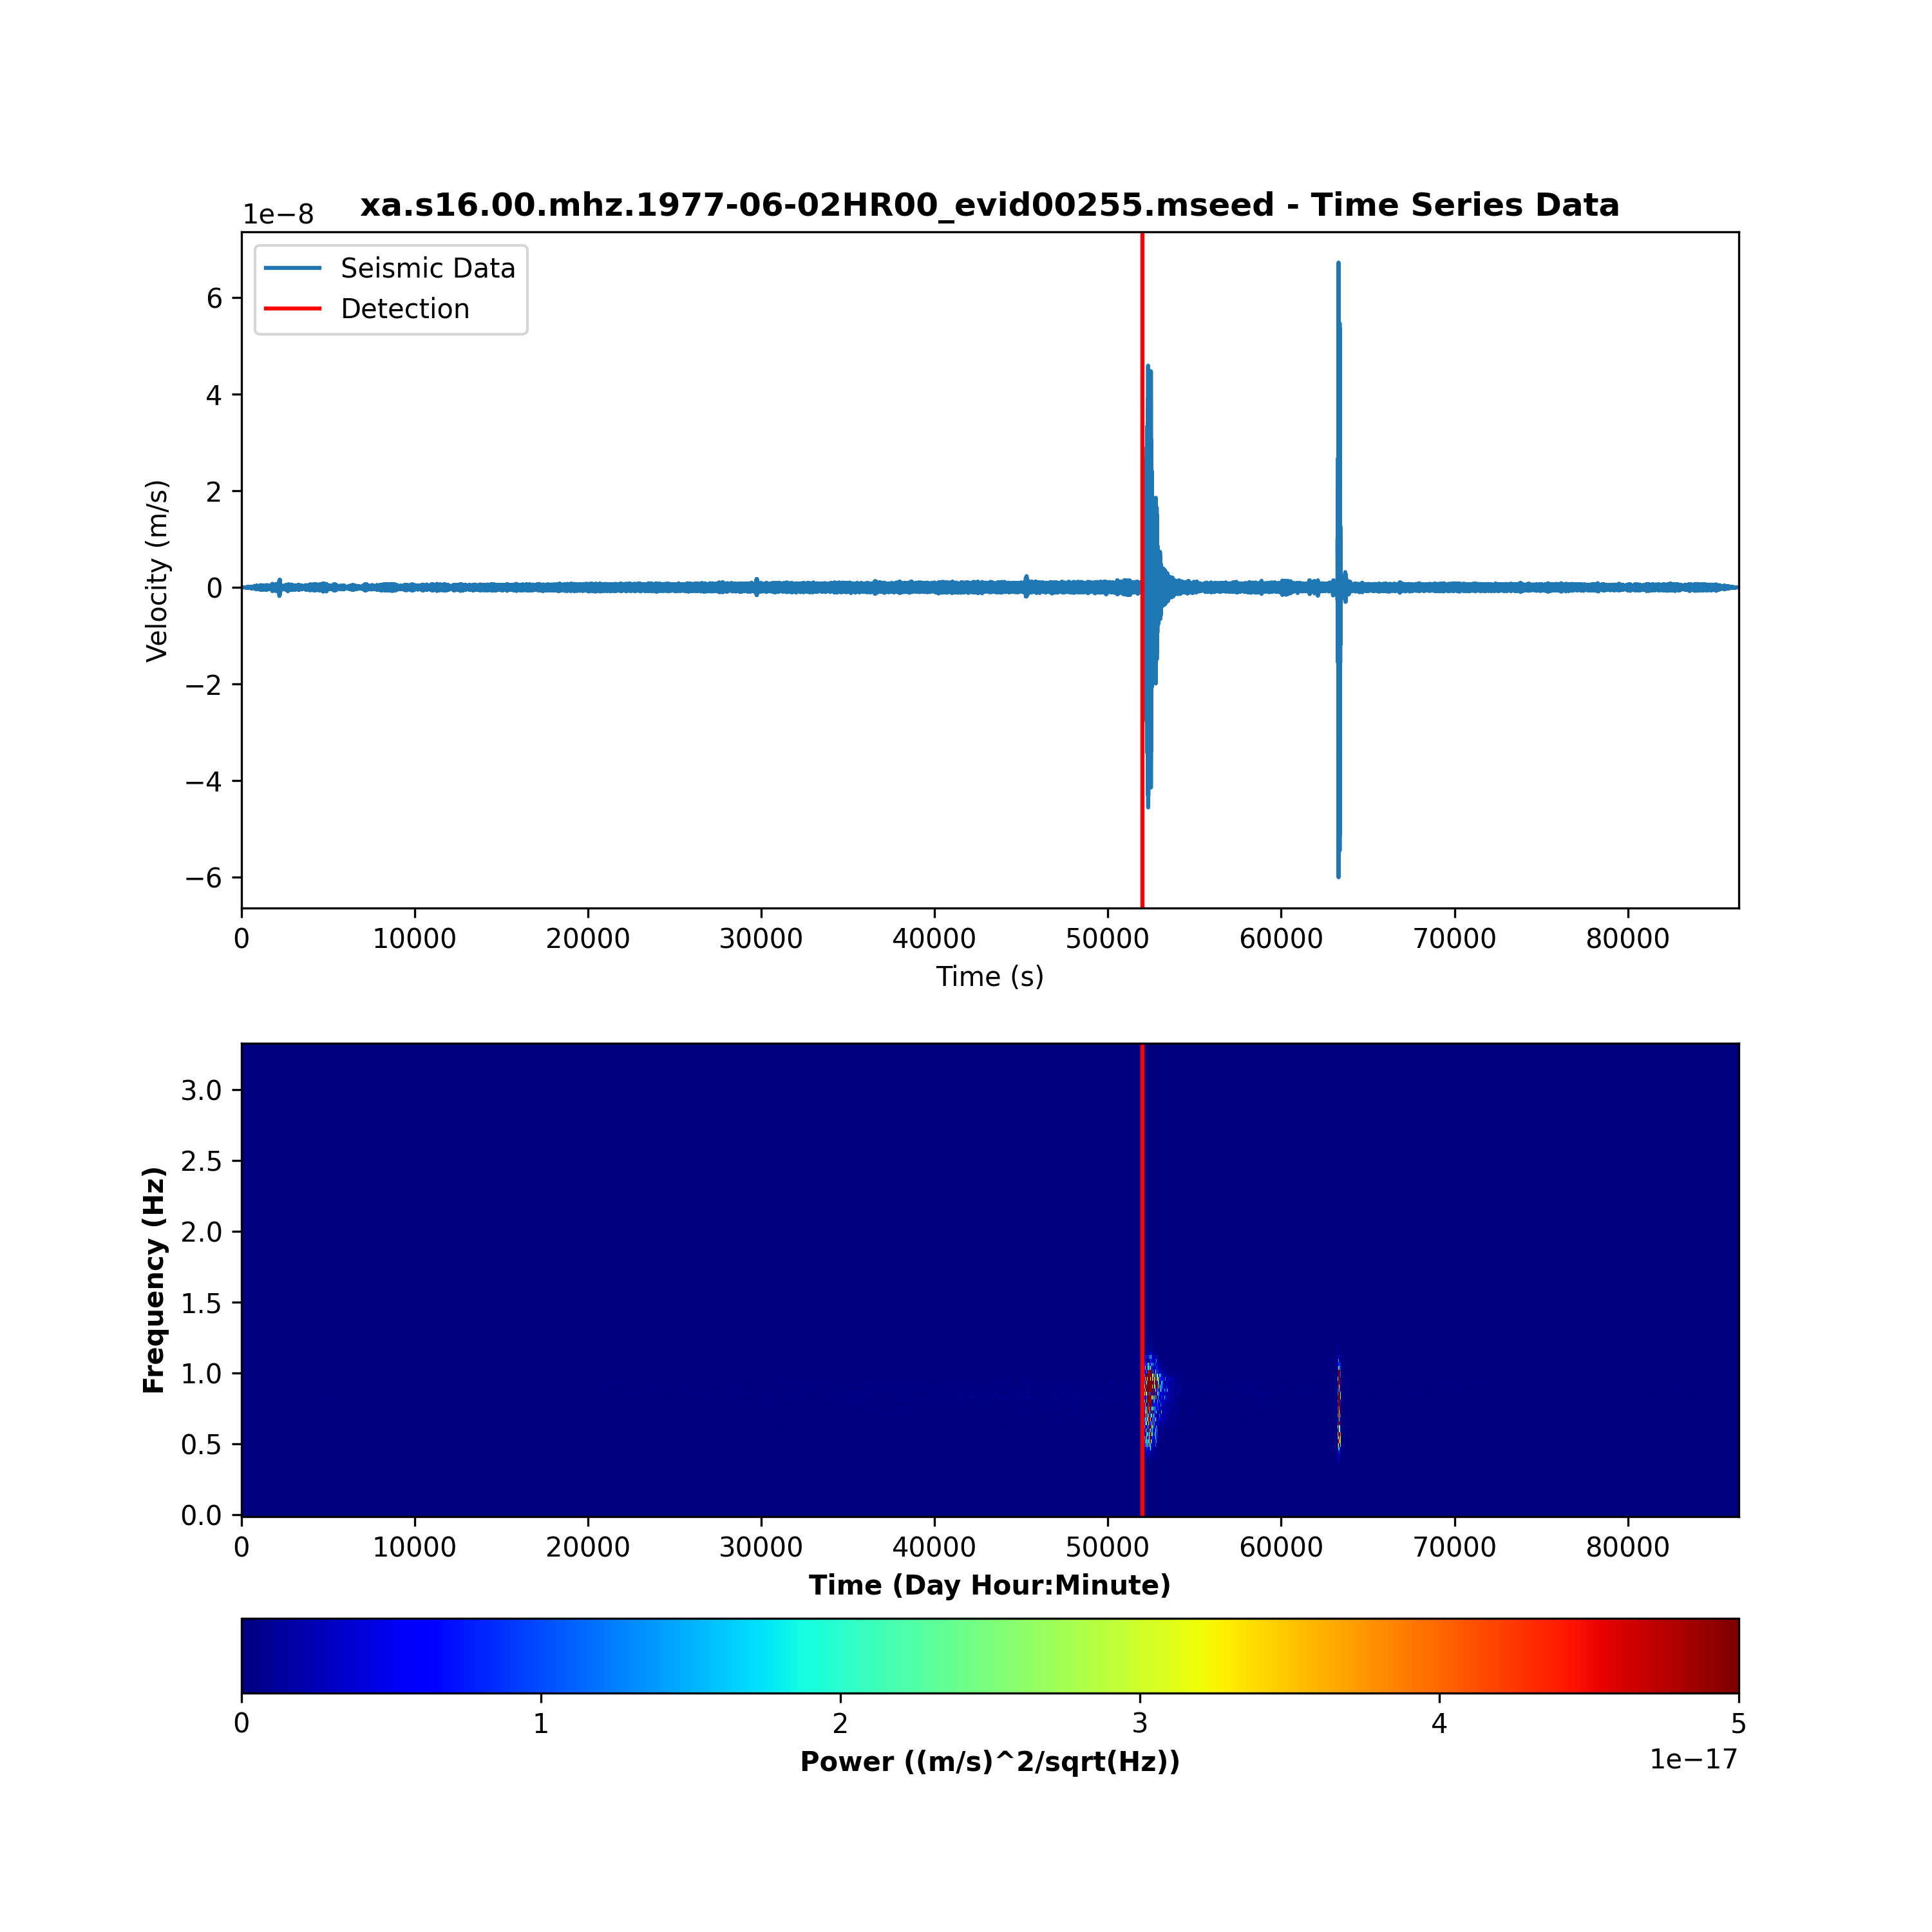 xa.s16.00.mhz.1977-06-02HR00_evid00255.mseed - Time Series Data
1e−8
Seismic Data
Detection
6
4
2
0
−2
−4
−6
Velocity (m/s)
0 10000 20000 30000 40000 50000 60000 70000 80000
Time (s)
3.0
2.5
2.0
1.5
1.0
0.5
0.0
Frequency (Hz)
0 10000 20000 30000 40000 50000 60000 70000 80000
Time (Day Hour:Minute)
0 1 2 3 4 5
Power ((m/s)^2/sqrt(Hz))
1e−17